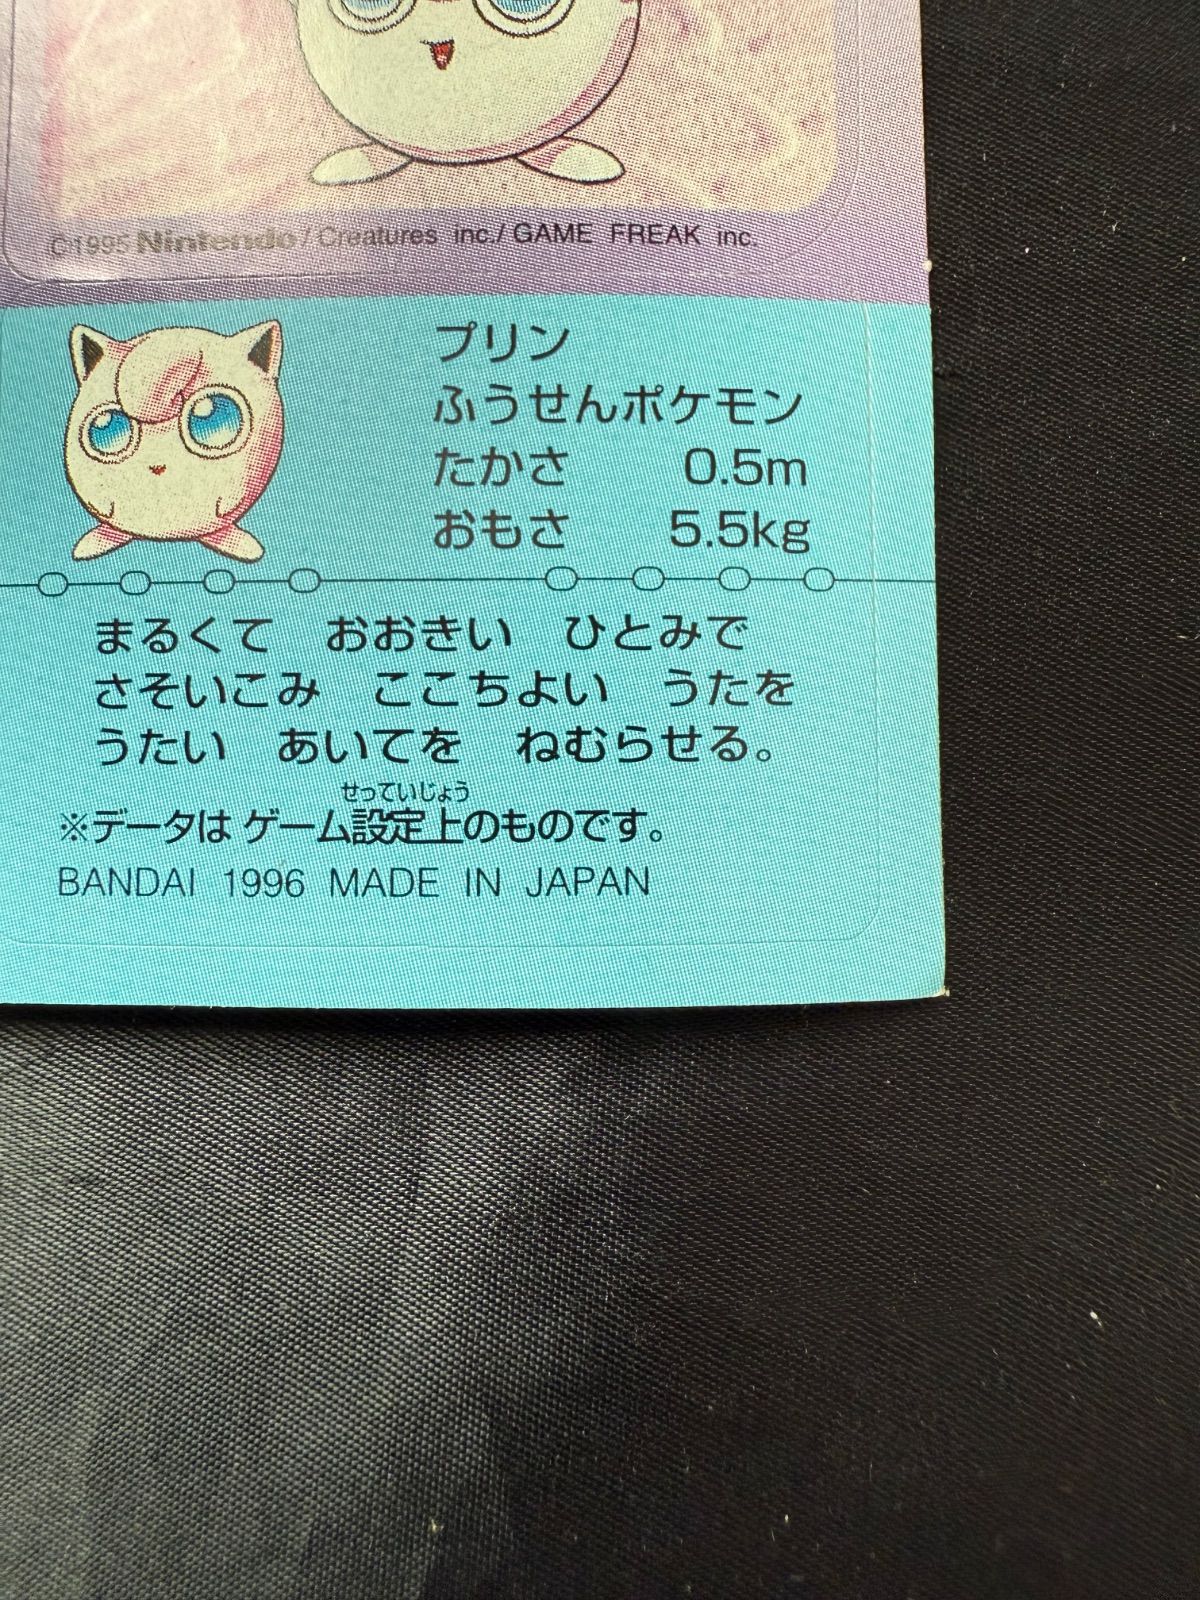 ©1995 Nintendo/Creatures inc./GAME FREAK inc.
プリン
ふうせんポケモン
たかさ　0.5m
おもさ　5.5kg
まるくて　おおきい　ひとみで
さそいこみ　ここちよい　うたを
うたい　あいてを　ねむらせる。
せっていじょう
※データは ゲーム設定上のものです。
BANDAI 1996 MADE IN JAPAN